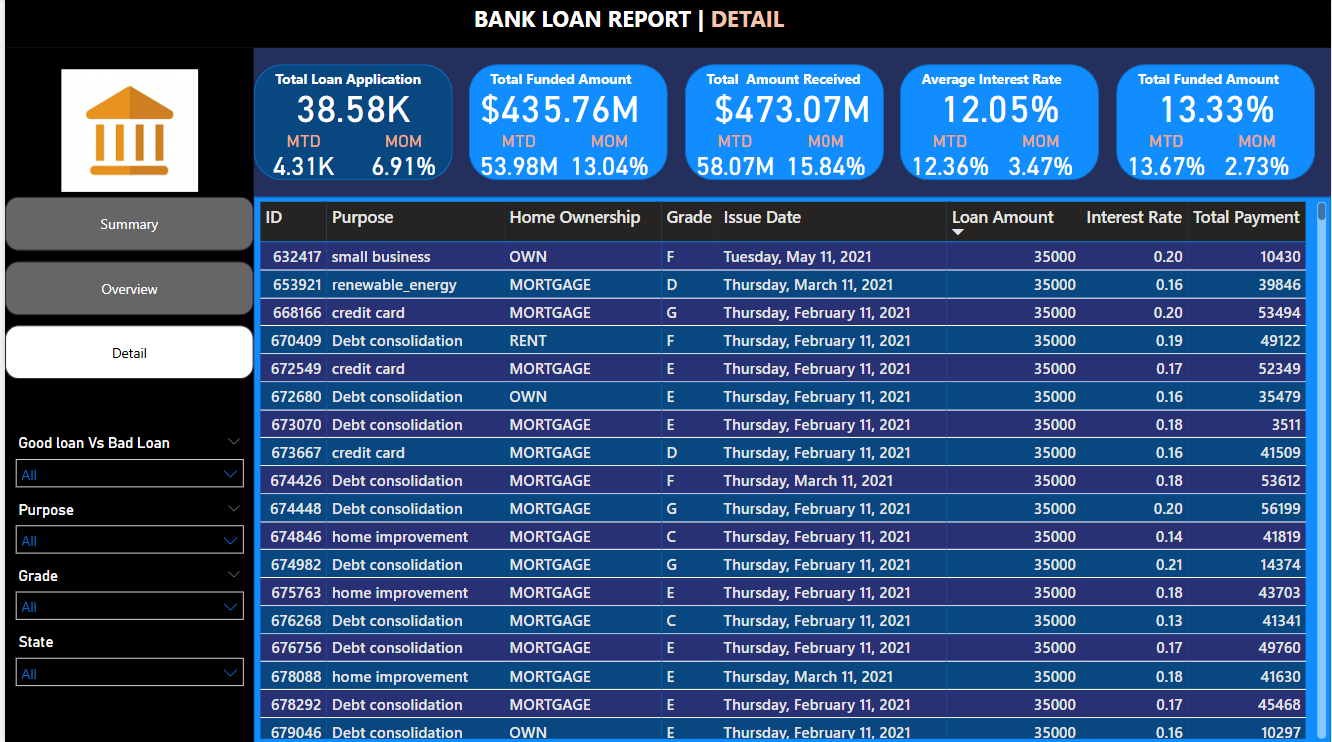 BANK LOAN REPORT | DETAIL
Total Loan Application
38.58K
MTD MOM
4.31K 6.91%
Total Funded Amount
$435.76M
MTD MOM
53.98M 13.04%
Total Amount Received
$473.07M
MTD MOM
58.07M 15.84%
Average Interest Rate
12.05%
MTD MOM
12.36% 3.47%
Total Funded Amount
13.33%
MTD MOM
13.67% 2.73%
Summary
Overview
Detail
Good loan Vs Bad Loan
All
Purpose
All
Grade
All
State
All
ID Purpose Home Ownership Grade Issue Date Loan Amount Interest Rate Total Payment
632417 small business OWN F Tuesday, May 11, 2021 35000 0.20 10430
653921 renewable_energy MORTGAGE D Thursday, March 11, 2021 35000 0.16 39846
668166 credit card MORTGAGE G Thursday, February 11, 2021 35000 0.20 53494
670409 Debt consolidation RENT F Thursday, February 11, 2021 35000 0.19 49122
672549 credit card MORTGAGE E Thursday, February 11, 2021 35000 0.17 52349
672680 Debt consolidation OWN E Thursday, February 11, 2021 35000 0.16 35479
673070 Debt consolidation MORTGAGE E Thursday, February 11, 2021 35000 0.18 3511
673667 credit card MORTGAGE D Thursday, February 11, 2021 35000 0.16 41509
674426 Debt consolidation MORTGAGE F Thursday, March 11, 2021 35000 0.18 53612
674448 Debt consolidation MORTGAGE G Thursday, February 11, 2021 35000 0.20 56199
674846 home improvement MORTGAGE C Thursday, February 11, 2021 35000 0.14 41819
674982 Debt consolidation MORTGAGE G Thursday, February 11, 2021 35000 0.21 14374
675763 home improvement MORTGAGE E Thursday, February 11, 2021 35000 0.18 43703
676268 Debt consolidation MORTGAGE C Thursday, February 11, 2021 35000 0.13 41341
676756 Debt consolidation MORTGAGE E Thursday, February 11, 2021 35000 0.17 49760
678088 home improvement MORTGAGE E Thursday, March 11, 2021 35000 0.18 41630
678292 Debt consolidation MORTGAGE E Thursday, February 11, 2021 35000 0.17 45468
679046 Debt consolidation OWN E Thursday, February 11, 2021 35000 0.16 10297